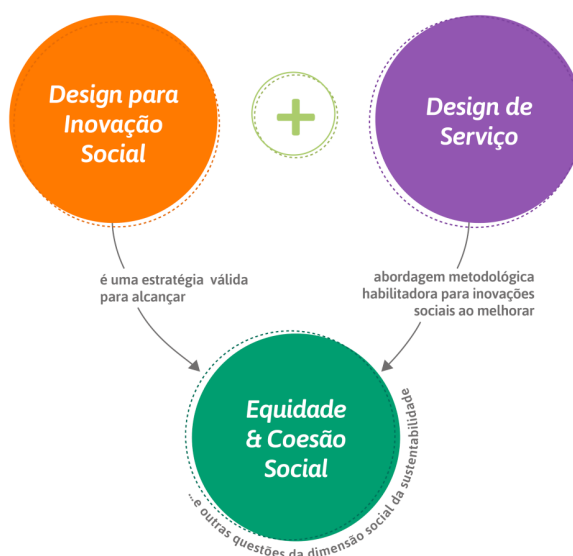 Design para
Inovação
Social
+
Design de
Serviço
é uma estratégia válida
para alcançar
abordagem metodológica
habilitadora para inovações
sociais ao melhorar
Equidade
& Coesão
Social
...e outras questões da dimensão social da sustentabilidade